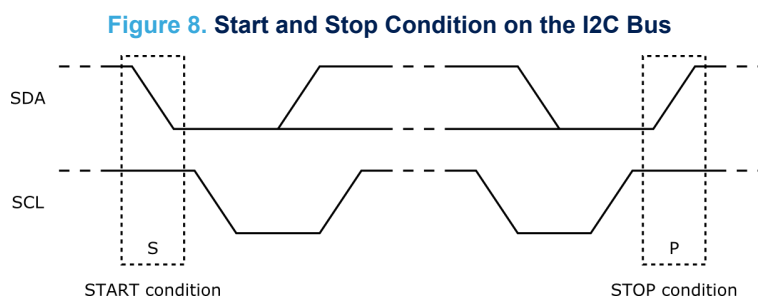 Figure 8. Start and Stop Condition on the I2C Bus
SDA
SCL
S
P
START condition
STOP condition